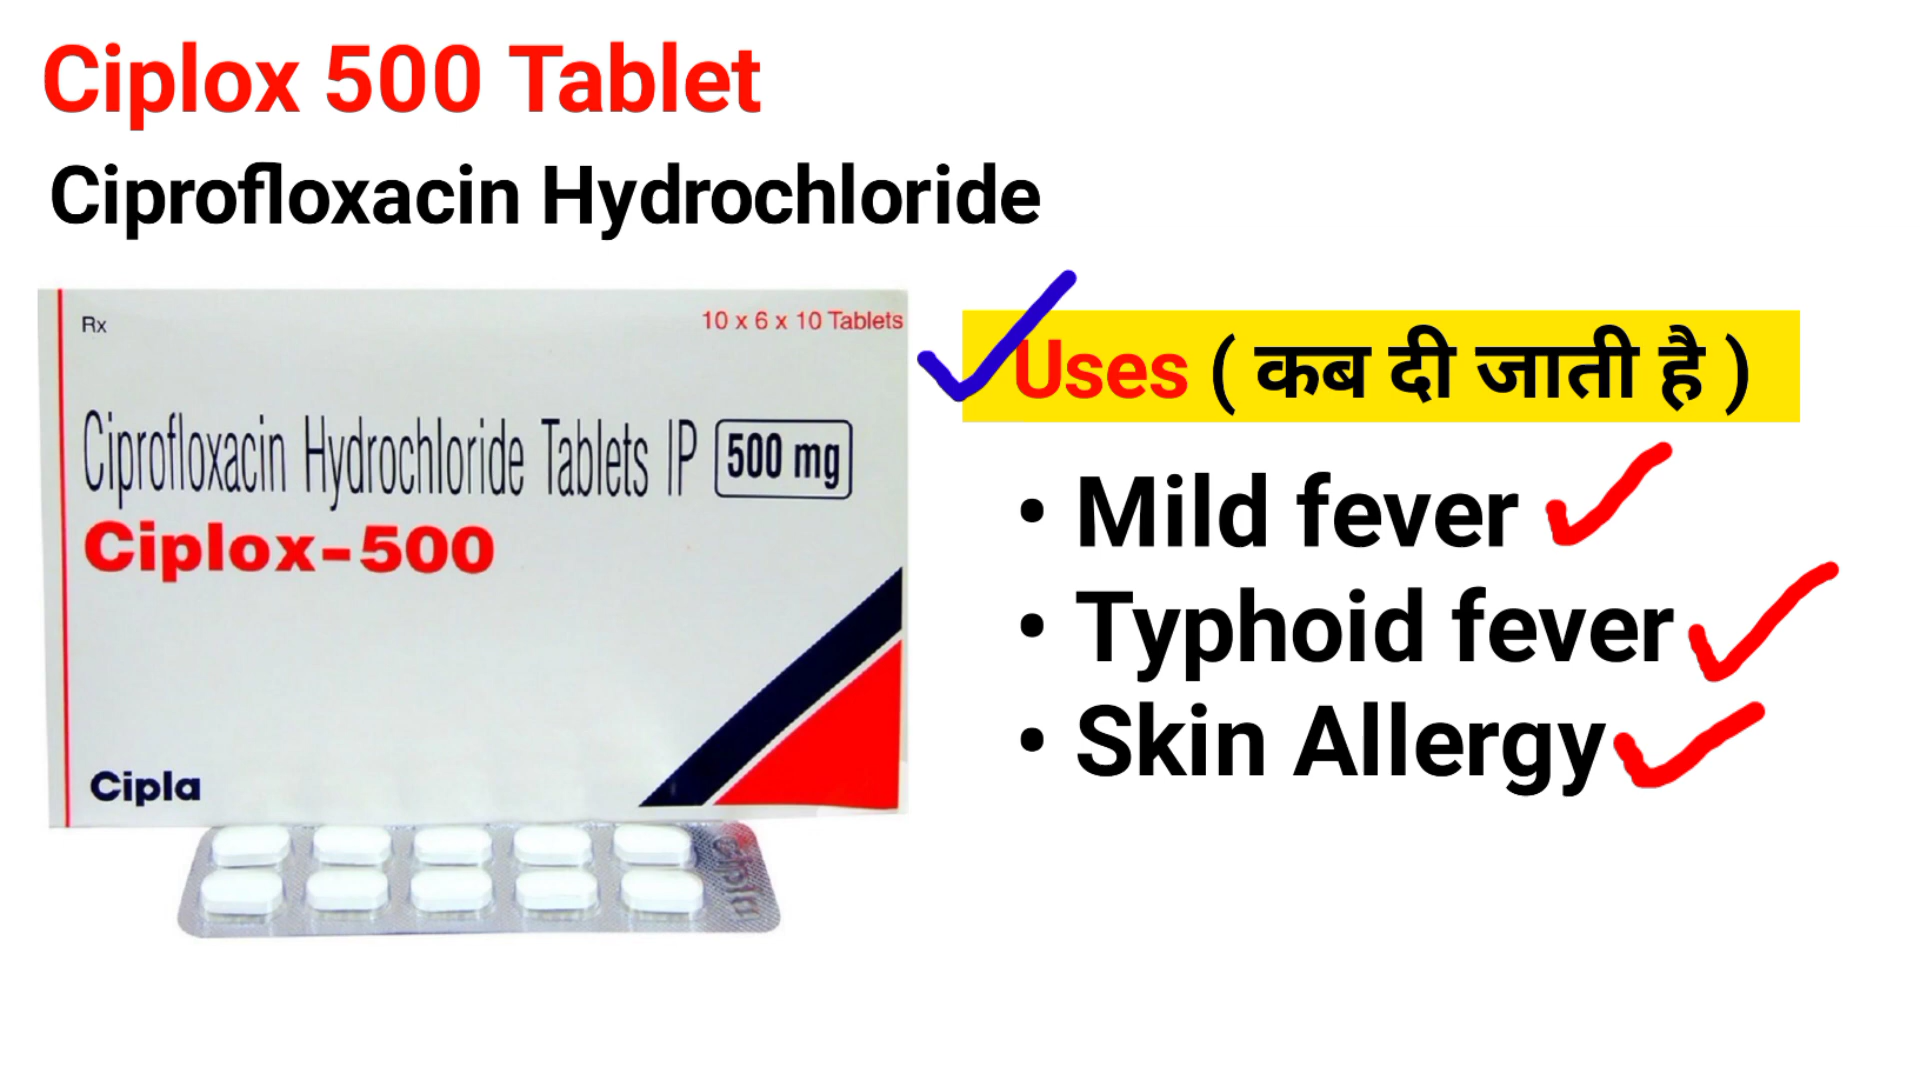 Ciplox 500 Tablet
Ciprofloxacin Hydrochloride
Rx
10 x 6 x 10 Tablets
Ciprofloxacin Hydrochloride Tablets IP 500 mg
Ciplox-500
Cipla
Cipla
Uses ( कब दी जाती है )
• Mild fever
• Typhoid fever
• Skin Allergy